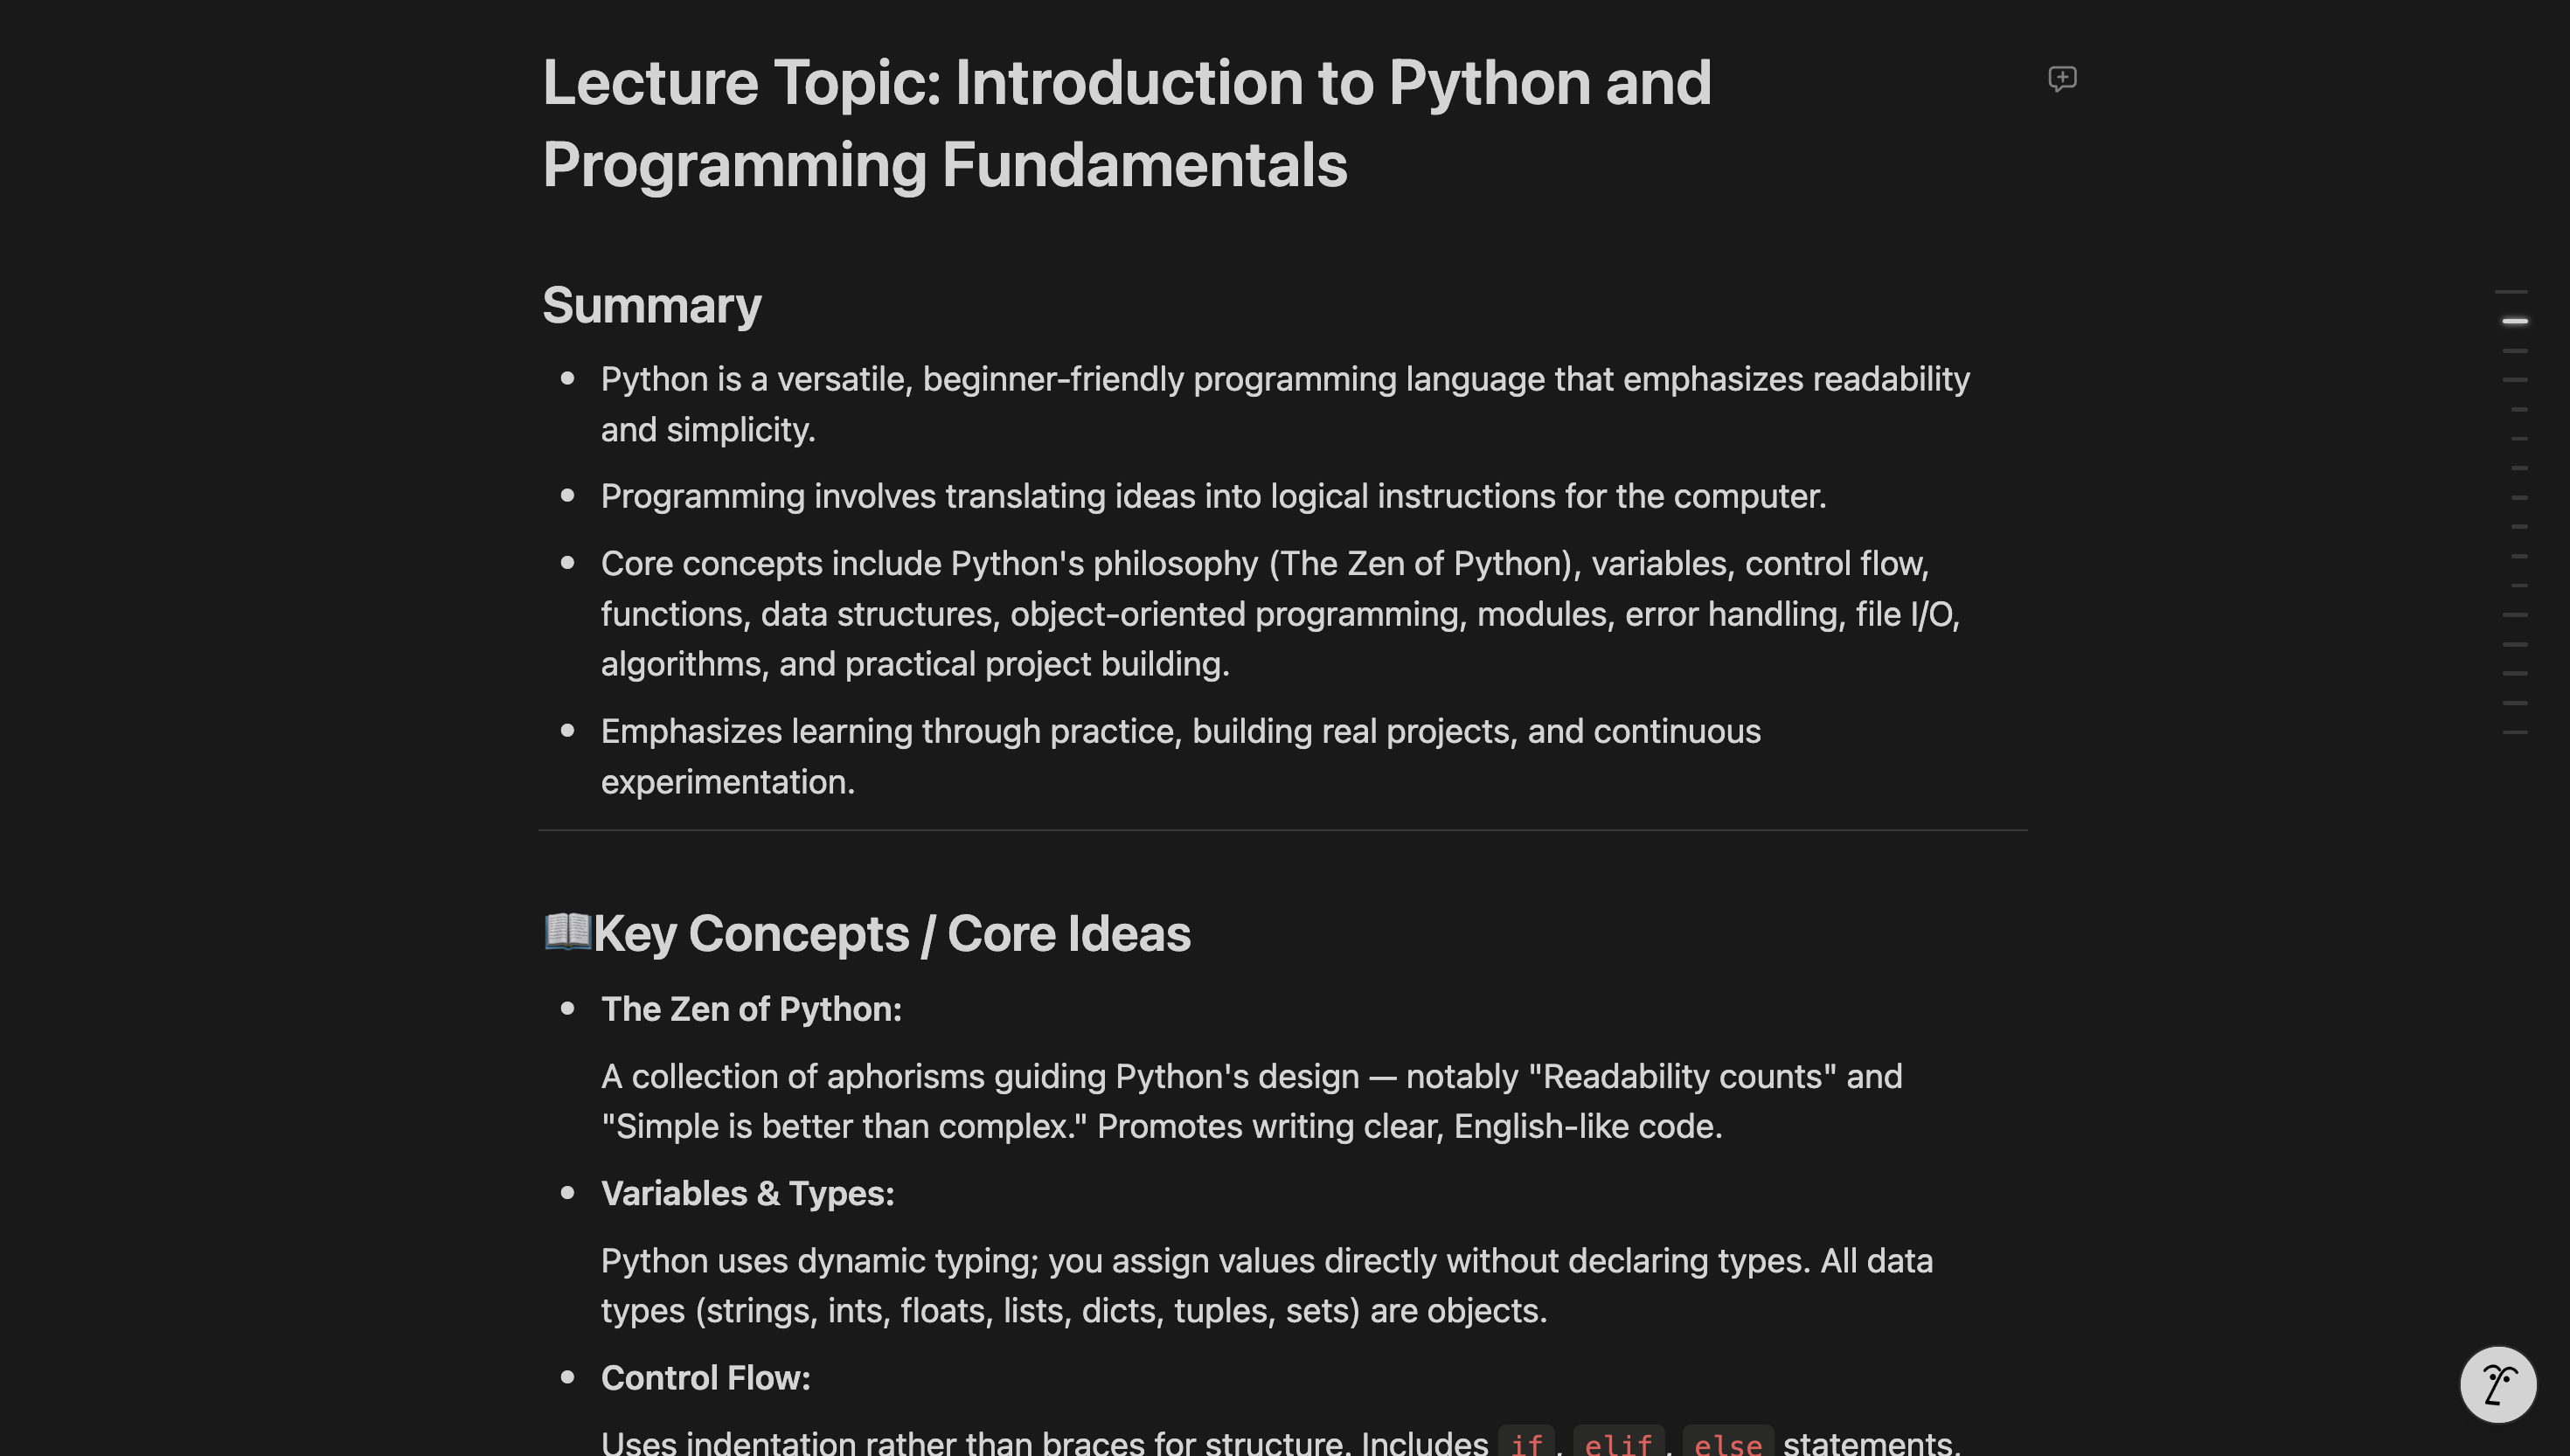 Lecture Topic: Introduction to Python and
Programming Fundamentals
Summary
Python is a versatile, beginner-friendly programming language that emphasizes readability
and simplicity.
Programming involves translating ideas into logical instructions for the computer.
Core concepts include Python's philosophy (The Zen of Python), variables, control flow,
functions, data structures, object-oriented programming, modules, error handling, file I/O,
algorithms, and practical project building.
Emphasizes learning through practice, building real projects, and continuous
experimentation.
📖Key Concepts / Core Ideas
The Zen of Python:
A collection of aphorisms guiding Python's design — notably "Readability counts" and
"Simple is better than complex." Promotes writing clear, English-like code.
Variables & Types:
Python uses dynamic typing; you assign values directly without declaring types. All data
types (strings, ints, floats, lists, dicts, tuples, sets) are objects.
Control Flow:
Uses indentation rather than braces for structure. Includes if, elif, else statements,